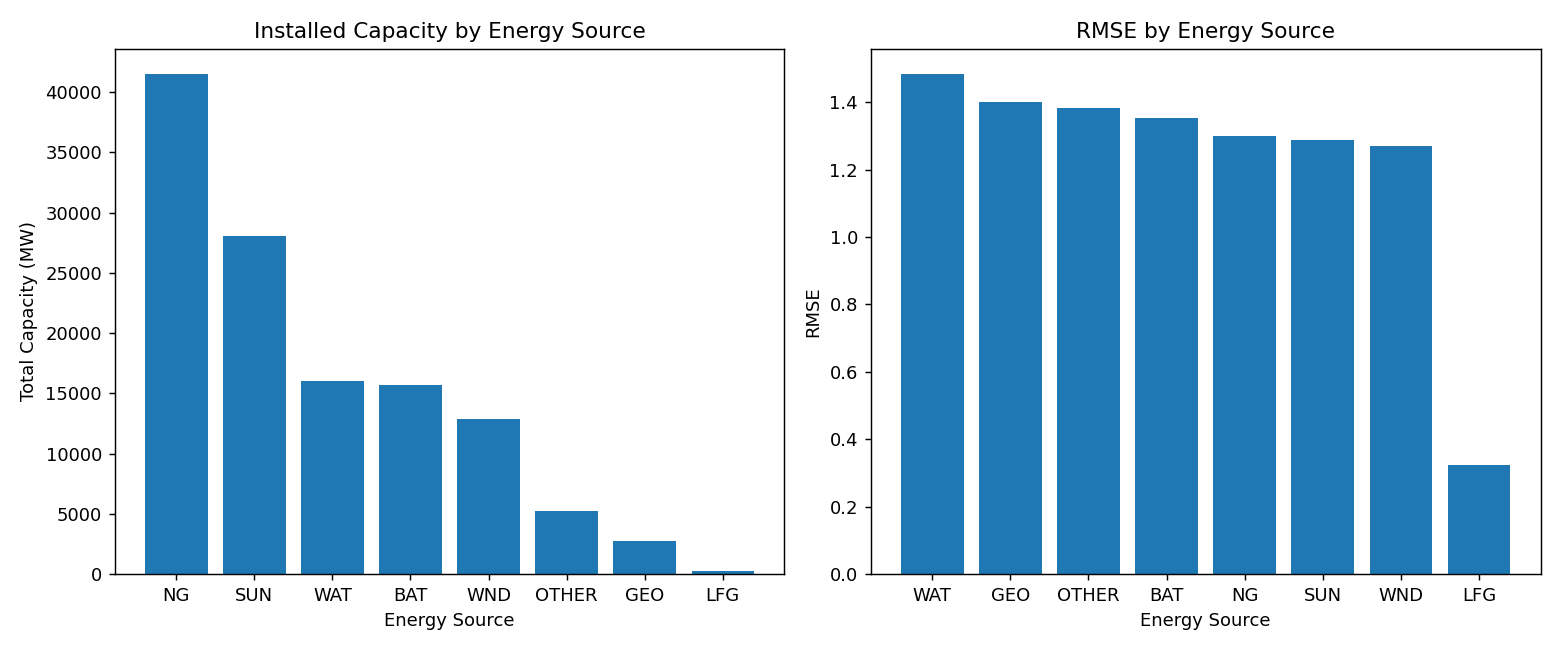 Installed Capacity by Energy Source
Total Capacity (MW)
40000
35000
30000
25000
20000
15000
10000
5000
0
NG SUN WAT BAT WND OTHER GEO LFG
Energy Source
RMSE by Energy Source
RMSE
1.4
1.2
1.0
0.8
0.6
0.4
0.2
0.0
WAT GEO OTHER BAT NG SUN WND LFG
Energy Source